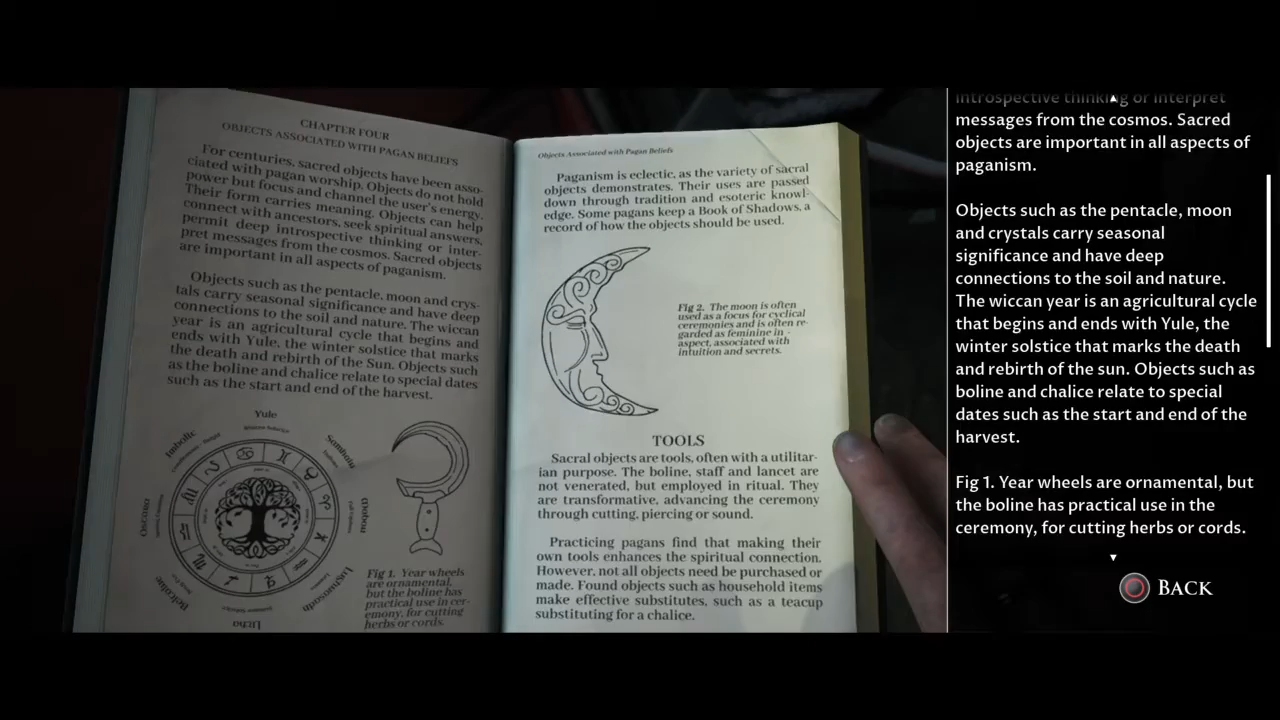 CHAPTER FOUR
OBJECTS ASSOCIATED WITH PAGAN BELIEFS
For centuries, sacred objects have been asso-
ciated with pagan worship. Objects do not hold
power but focus and channel the user's energy.
Their form carries meaning. Objects can help
connect with ancestors, seek spiritual answers,
permit deep introspective thinking or inter-
pret messages from the cosmos. Sacred objects
are important in all aspects of paganism.
Objects such as the pentacle, moon and crys-
tals carry seasonal significance and have deep
connections to the soil and nature. The wiccan
year is an agricultural cycle that begins and
ends with Yule, the winter solstice that marks
the death and rebirth of the Sun. Objects such
as the boline and chalice relate to special dates
such as the start and end of the harvest.
Yule
Winter Solstice
Samhain
Imbolc
Mabon
Ostara
Lughnasadh
Beltaine
Litha
Summer Solstice
Fig 1. Year wheels
are ornamental,
but the boline has
practical use in cer-
emony, for cutting
herbs or cords.
Objects Associated with Pagan Beliefs
Paganism is eclectic, as the variety of sacral
objects demonstrates. Their uses are passed
down through tradition and esoteric knowl-
edge. Some pagans keep a Book of Shadows, a
record of how the objects should be used.
Fig 2. The moon is often
used as a focus for cyclical
ceremonies and is often re-
garded as feminine in -
aspect, associated with
intuition and secrets.
TOOLS
Sacral objects are tools, often with a utilitar-
ian purpose. The boline, staff and lancet are
not venerated, but employed in ritual. They
are transformative, advancing the ceremony
through cutting, piercing or sound.
Practicing pagans find that making their
own tools enhances the spiritual connection.
However, not all objects need be purchased or
made. Found objects such as household items
make effective substitutes, such as a teacup
substituting for a chalice.
introspective thinking or interpret
messages from the cosmos. Sacred
objects are important in all aspects of
paganism.
Objects such as the pentacle, moon
and crystals carry seasonal
significance and have deep
connections to the soil and nature.
The wiccan year is an agricultural cycle
that begins and ends with Yule, the
winter solstice that marks the death
and rebirth of the sun. Objects such as
boline and chalice relate to special
dates such as the start and end of the
harvest.
Fig 1. Year wheels are ornamental, but
the boline has practical use in the
ceremony, for cutting herbs or cords.
BACK